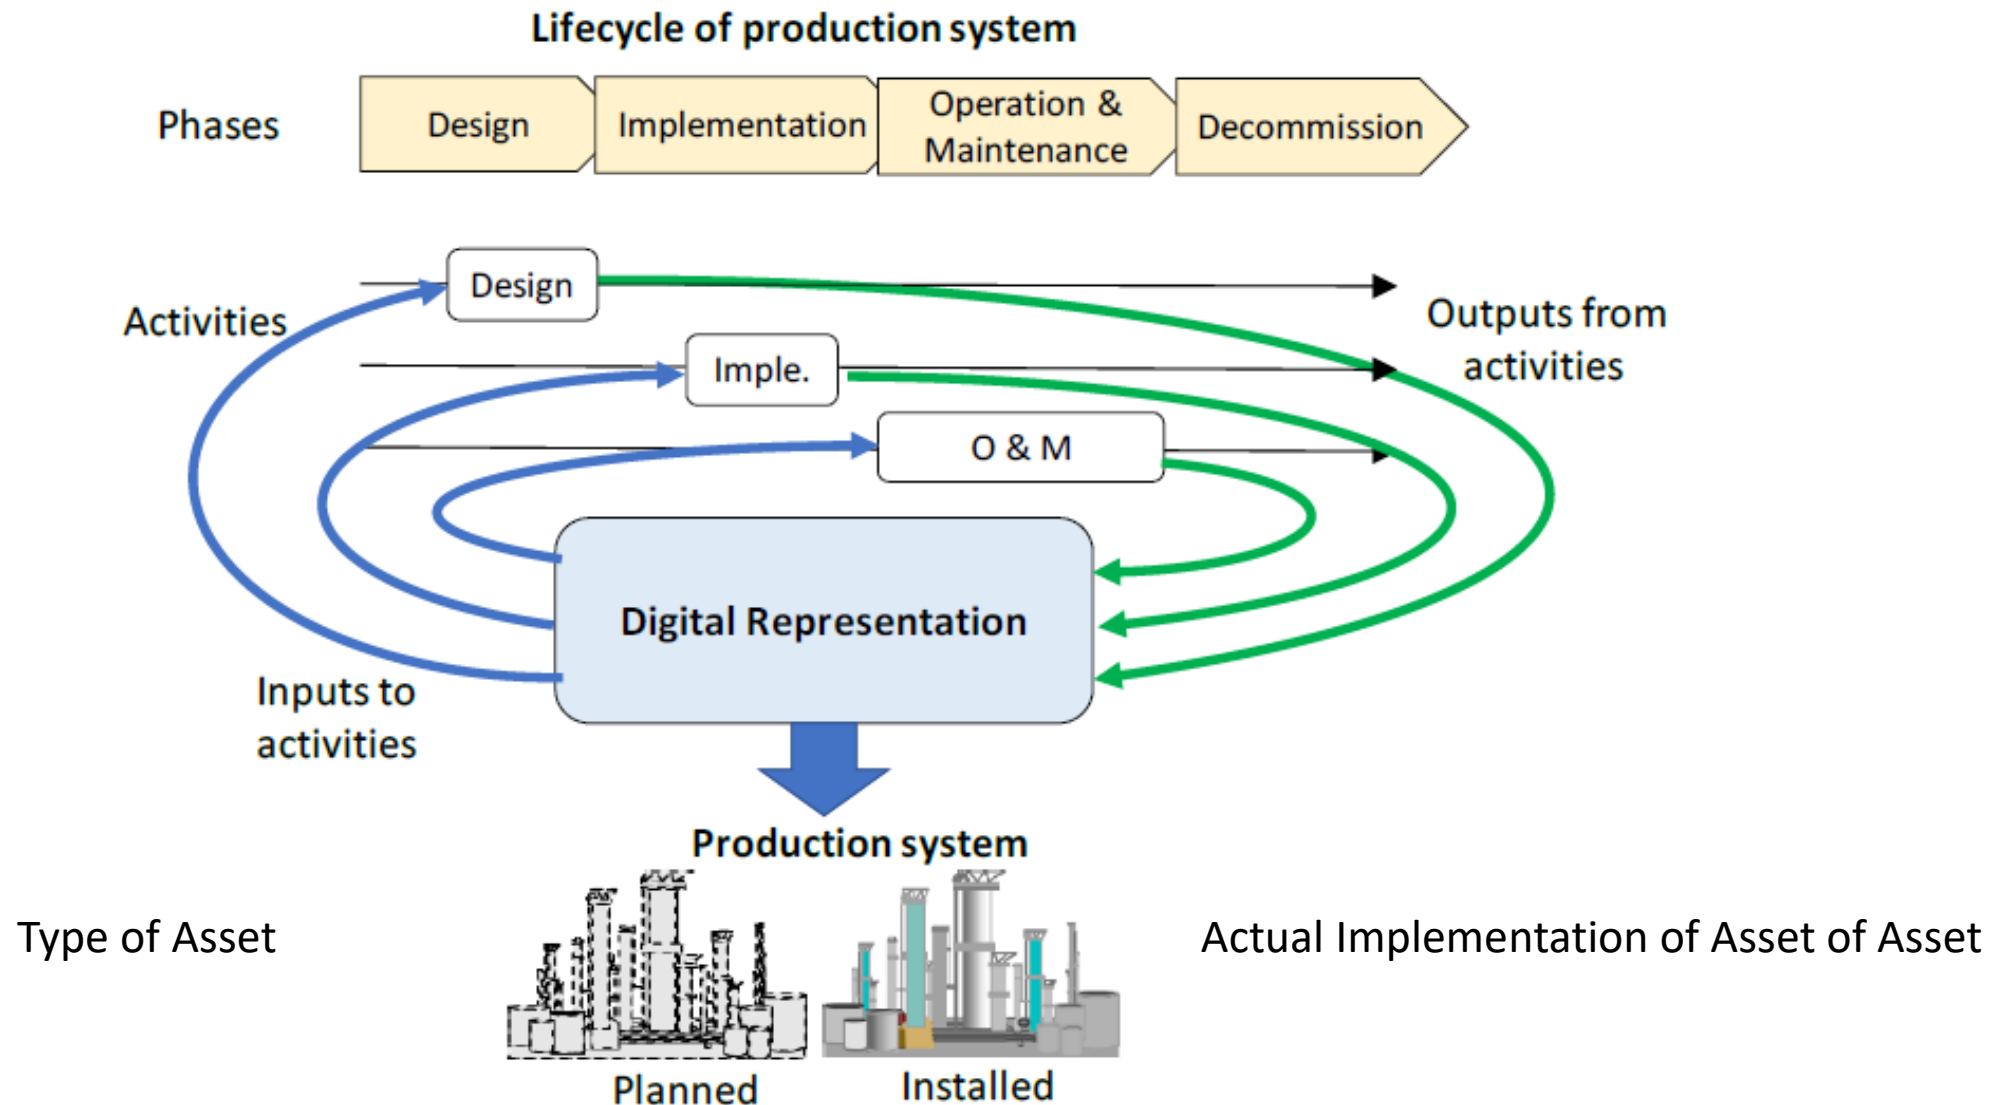 Lifecycle of production system
Phases
Design
Implementation
Operation &
Maintenance
Decommission
Activities
Design
Imple.
O & M
Outputs from
activities
Digital Representation
Inputs to
activities
Production system
Type of Asset
Actual Implementation of Asset of Asset
Planned
Installed